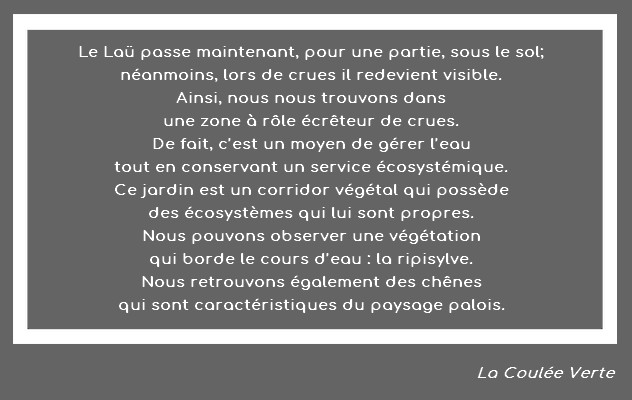 Le Laü passe maintenant, pour une partie, sous le sol;
néanmoins, lors de crues il redevient visible.
Ainsi, nous nous trouvons dans
une zone à rôle écrêteur de crues.
De fait, c'est un moyen de gérer l'eau
tout en conservant un service écosystémique.
Ce jardin est un corridor végétal qui possède
des écosystèmes qui lui sont propres.
Nous pouvons observer une végétation
qui borde le cours d'eau : la ripisylve.
Nous retrouvons également des chênes
qui sont caractéristiques du paysage palois.
La Coulée Verte